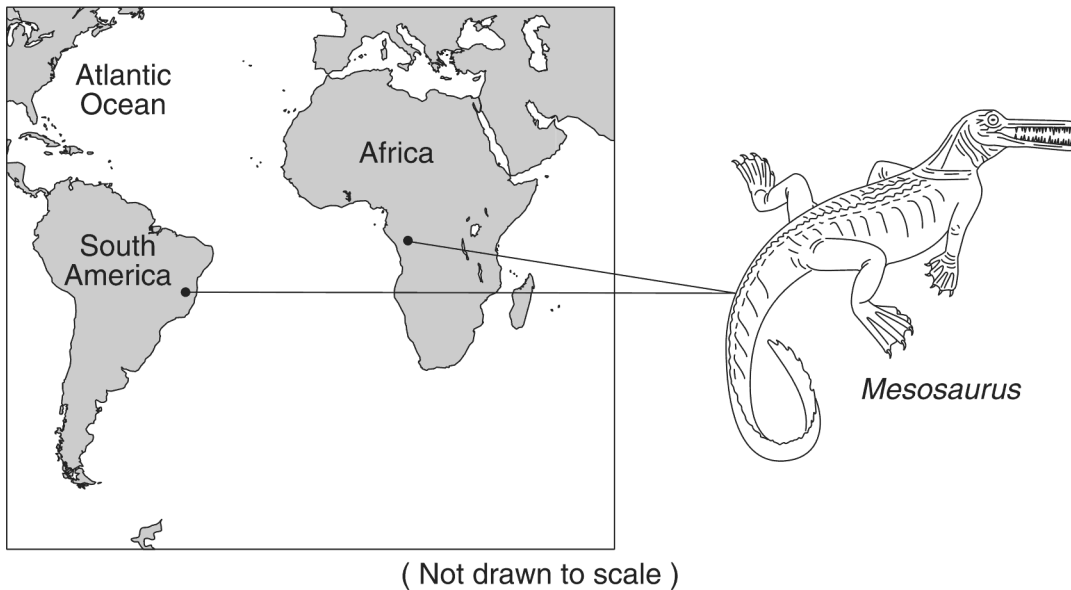 Atlantic
Ocean
Africa
South
America
Mesosaurus
( Not drawn to scale )